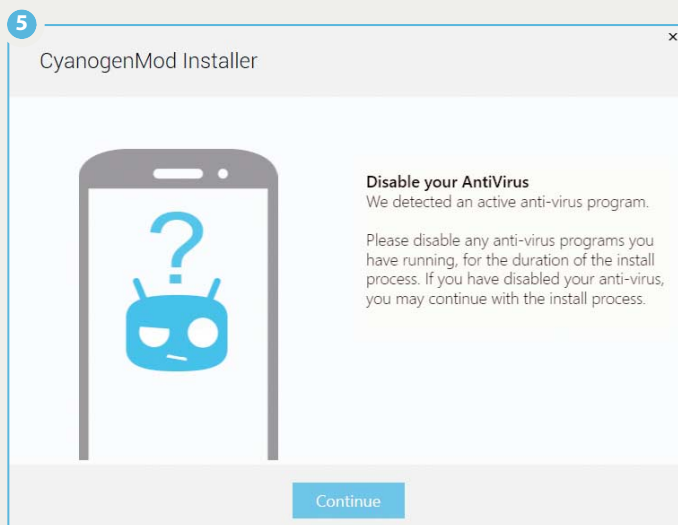 5
×
CyanogenMod Installer
?
Disable your AntiVirus
We detected an active anti-virus program.
Please disable any anti-virus programs you
have running, for the duration of the install
process. If you have disabled your anti-virus,
you may continue with the install process.
Continue